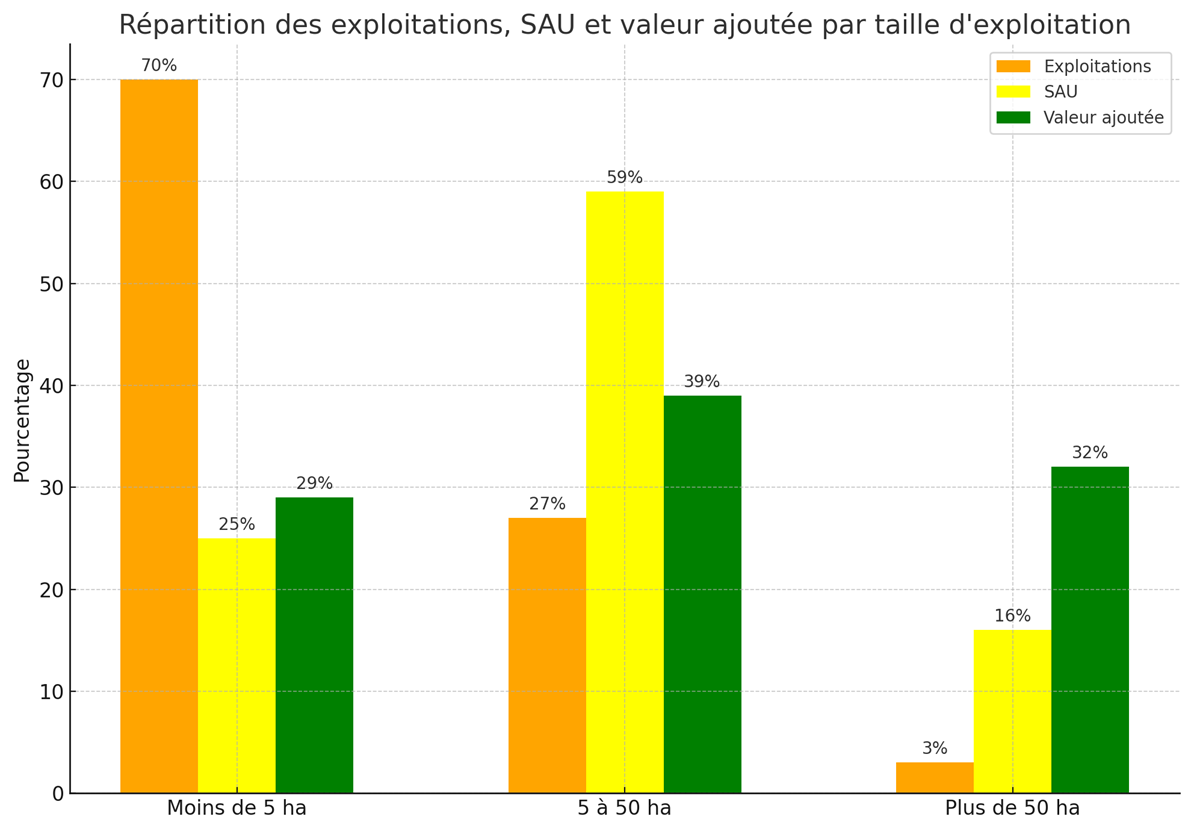 Répartition des exploitations, SAU et valeur ajoutée par taille d'exploitation
Exploitations
SAU
Valeur ajoutée
Pourcentage
70
60
50
40
30
20
10
0
70%
25%
29%
27%
59%
39%
3%
16%
32%
Moins de 5 ha
5 à 50 ha
Plus de 50 ha